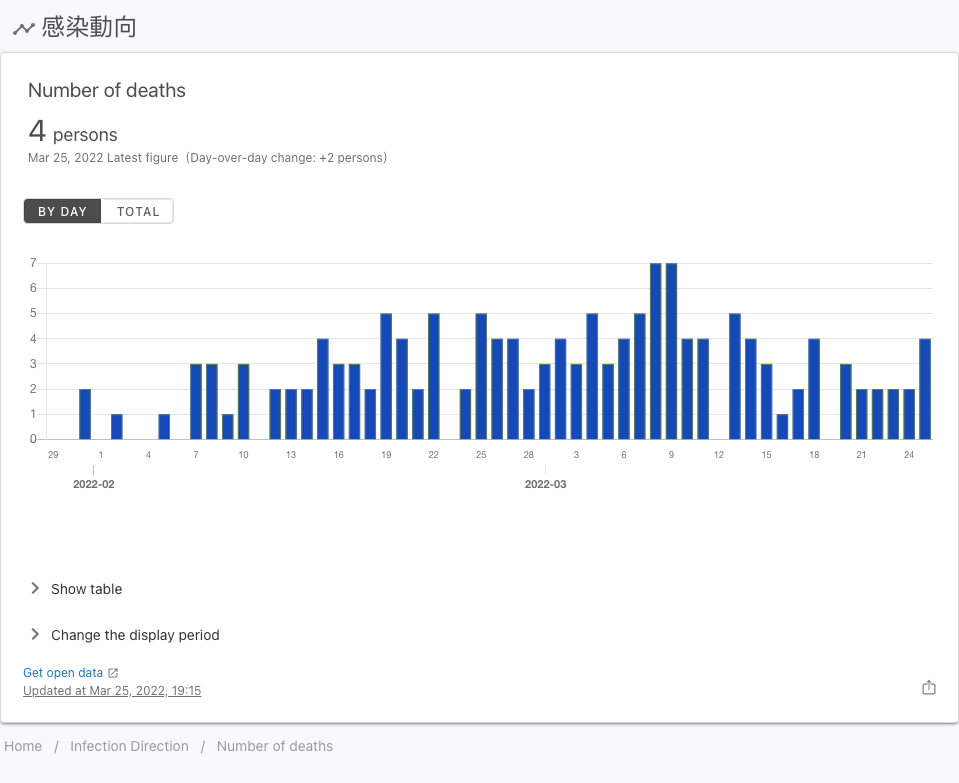 感染動向
Number of deaths
4 persons
Mar 25, 2022 Latest figure (Day-over-day change: +2 persons)
BY DAY TOTAL
7
6
5
4
3
2
1
0
29 1 4 7 10 13 16 19 22 25 28 3 6 9 12 15 18 21 24
2022-02 2022-03
Show table
Change the display period
Get open data
Updated at Mar 25, 2022, 19:15
Home / Infection Direction / Number of deaths